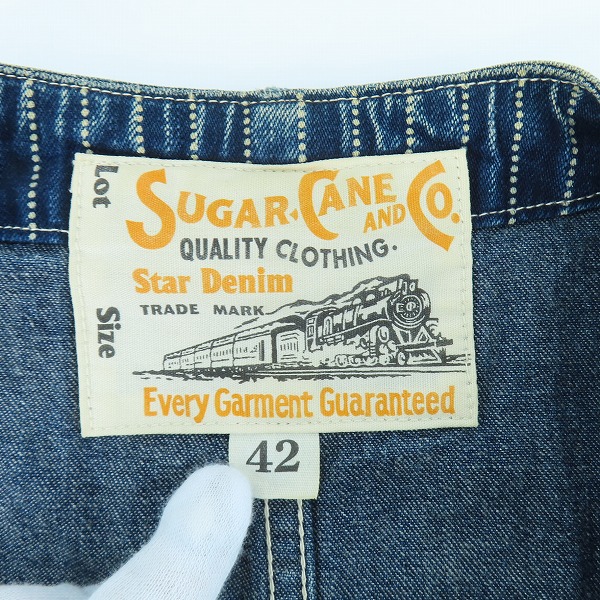 Lot
SUGAR CANE AND CO.
QUALITY CLOTHING.
Star Denim
TRADE MARK
Size
Every Garment Guaranteed
42